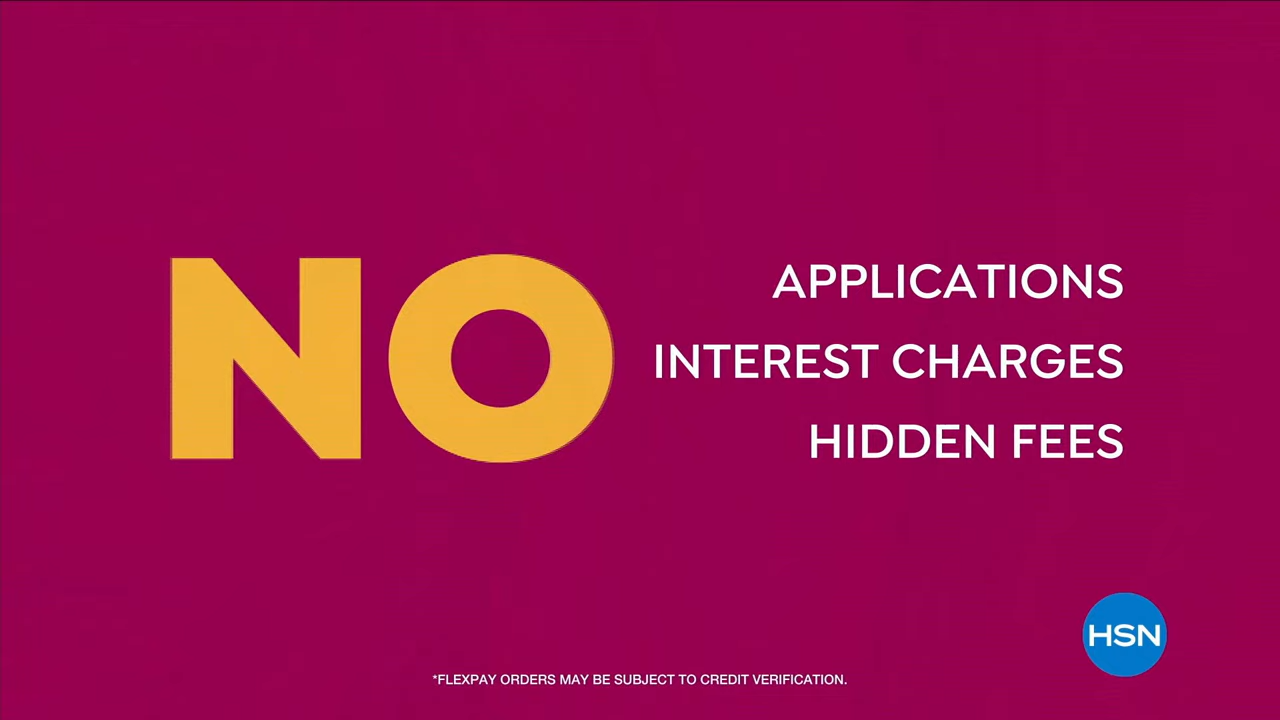 NO
APPLICATIONS
INTEREST CHARGES
HIDDEN FEES
HSN
*FLEXPAY ORDERS MAY BE SUBJECT TO CREDIT VERIFICATION.